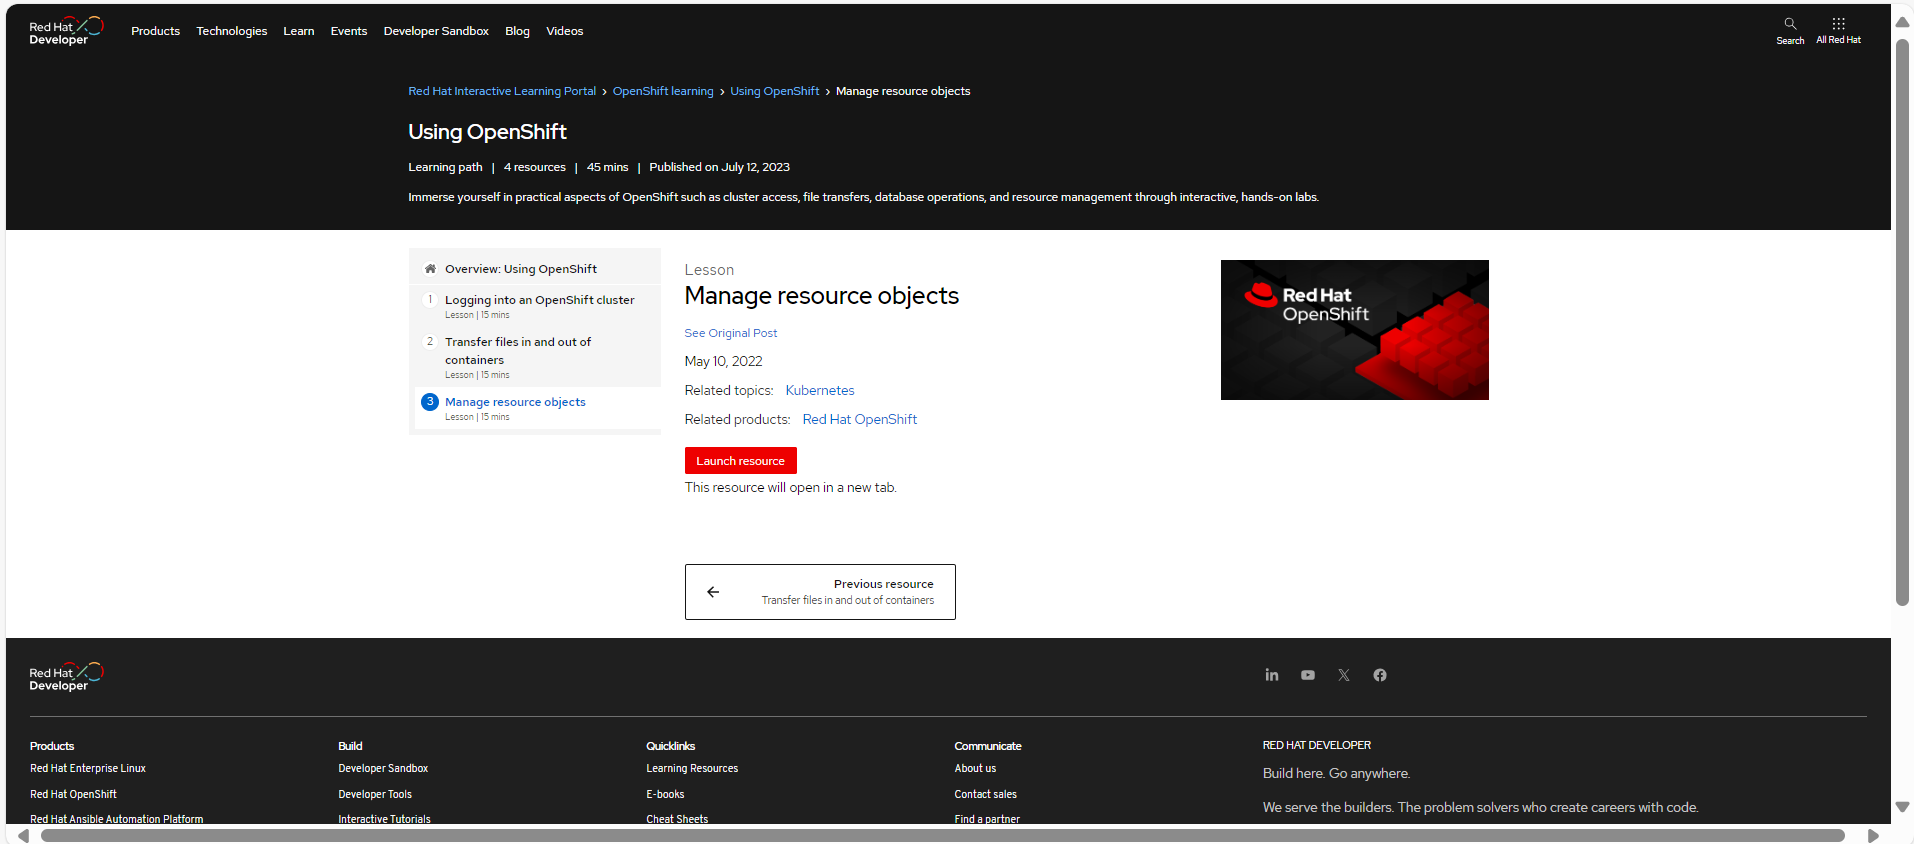 Red Hat
Developer
Products
Technologies
Learn
Events
Developer Sandbox
Blog
Videos
Search
All Red Hat
Red Hat Interactive Learning Portal › OpenShift learning › Using OpenShift › Manage resource objects
Using OpenShift
Learning path | 4 resources | 45 mins | Published on July 12, 2023
Immerse yourself in practical aspects of OpenShift such as cluster access, file transfers, database operations, and resource management through interactive, hands-on labs.
Overview: Using OpenShift
1 Logging into an OpenShift cluster
Lesson | 15 mins
2 Transfer files in and out of
containers
Lesson | 15 mins
3 Manage resource objects
Lesson | 15 mins
Lesson
Manage resource objects
See Original Post
May 10, 2022
Related topics: Kubernetes
Related products: Red Hat OpenShift
Launch resource
This resource will open in a new tab.
Red Hat
OpenShift
Previous resource
Transfer files in and out of containers
Red Hat
Developer
Products
Red Hat Enterprise Linux
Red Hat OpenShift
Red Hat Ansible Automation Platform
Build
Developer Sandbox
Developer Tools
Interactive Tutorials
Quicklinks
Learning Resources
E-books
Cheat Sheets
Communicate
About us
Contact sales
Find a partner
RED HAT DEVELOPER
Build here. Go anywhere.
We serve the builders. The problem solvers who create careers with code.